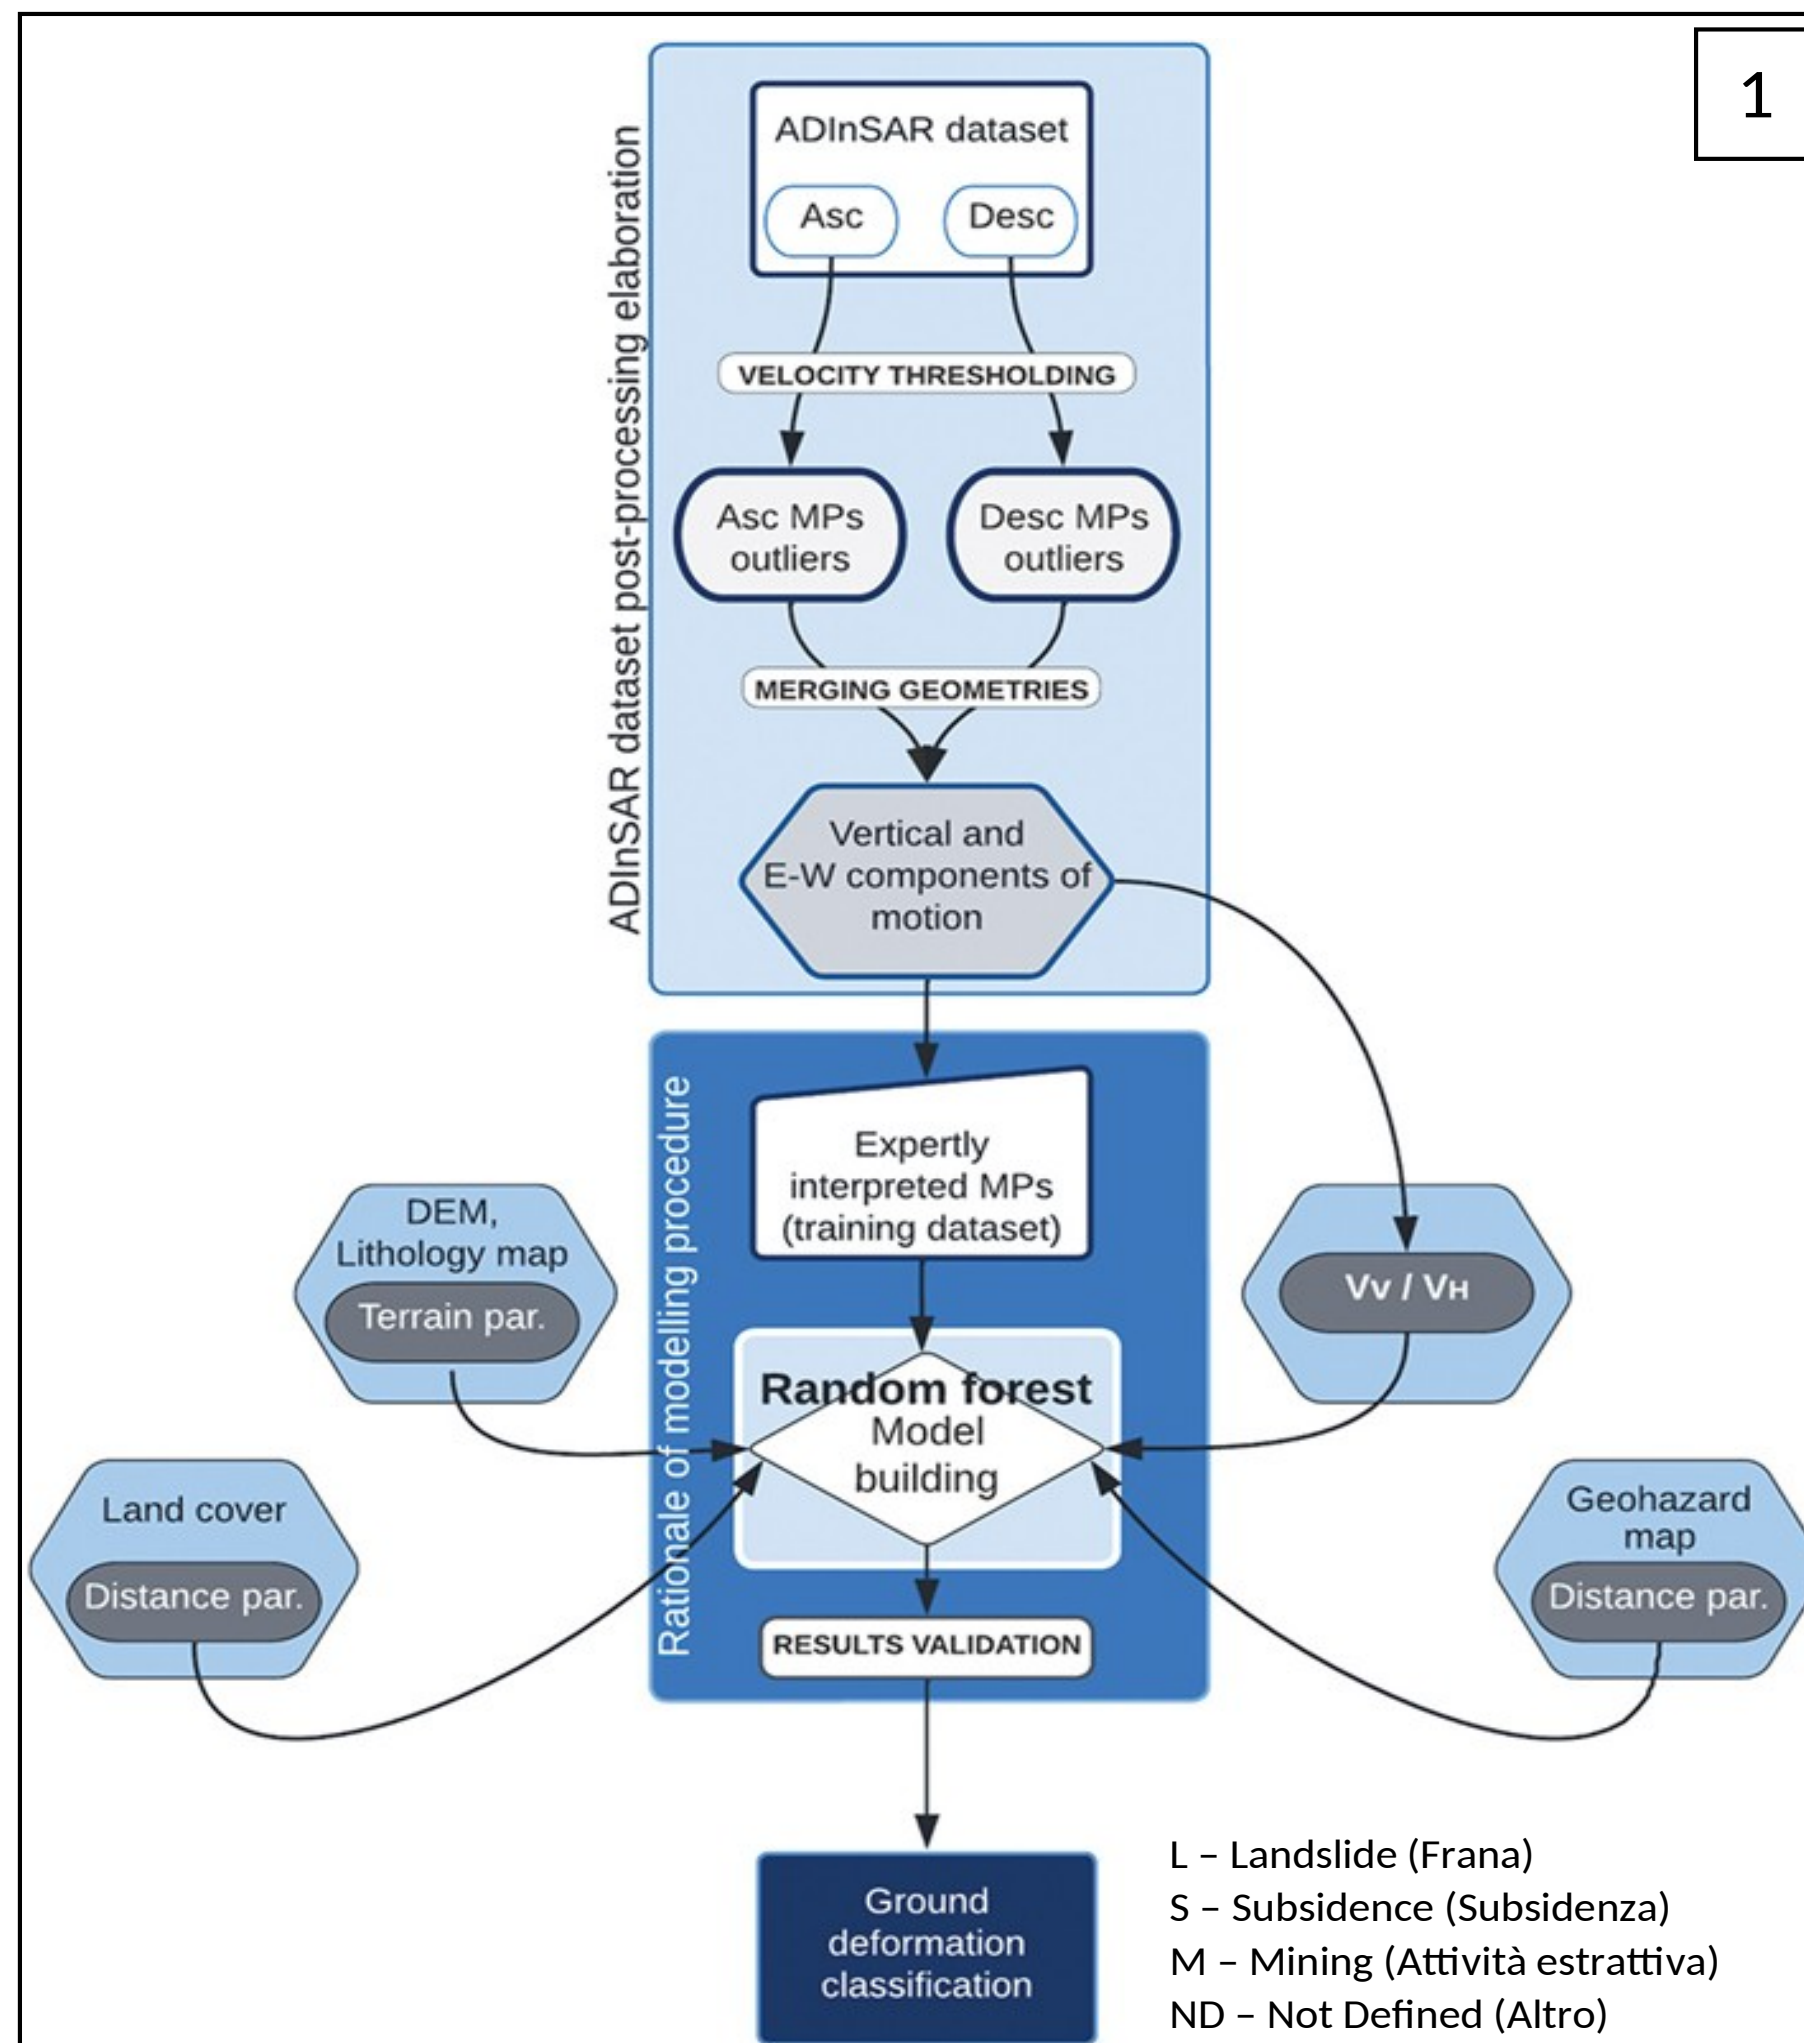 1
ADInSAR dataset post-processing elaboration
ADInSAR dataset
Asc
Desc
VELOCITY THRESHOLDING
Asc MPs
outliers
Desc MPs
outliers
MERGING GEOMETRIES
Vertical and
E-W components of
motion
Rationale of modelling procedure
Expertly
interpreted MPs
(training dataset)
DEM,
Lithology map
Terrain par.
Vv / VH
Random forest
Model
building
Land cover
Distance par.
Geohazard
map
Distance par.
RESULTS VALIDATION
Ground
deformation
classification
L – Landslide (Frana)
S – Subsidence (Subsidenza)
M – Mining (Attività estrattiva)
ND – Not Defined (Altro)